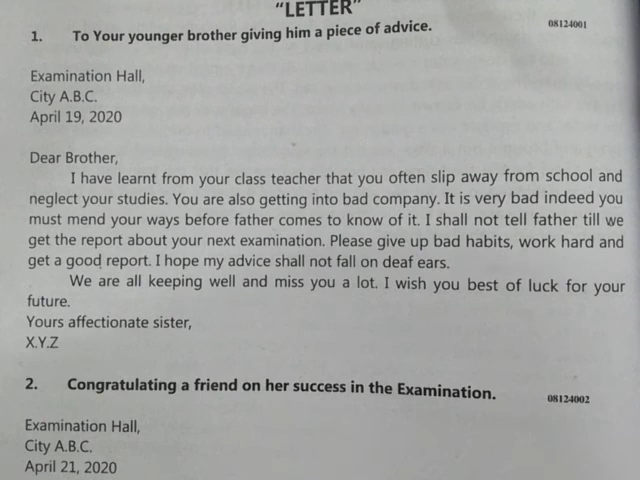 "LETTER"
1. To Your younger brother giving him a piece of advice. 08124001
Examination Hall,
City A.B.C.
April 19, 2020
Dear Brother,
I have learnt from your class teacher that you often slip away from school and
neglect your studies. You are also getting into bad company. It is very bad indeed you
must mend your ways before father comes to know of it. I shall not tell father till we
get the report about your next examination. Please give up bad habits, work hard and
get a good report. I hope my advice shall not fall on deaf ears.
We are all keeping well and miss you a lot. I wish you best of luck for your
future.
Yours affectionate sister,
X.Y.Z
2. Congratulating a friend on her success in the Examination. 08124002
Examination Hall,
City A.B.C.
April 21, 2020